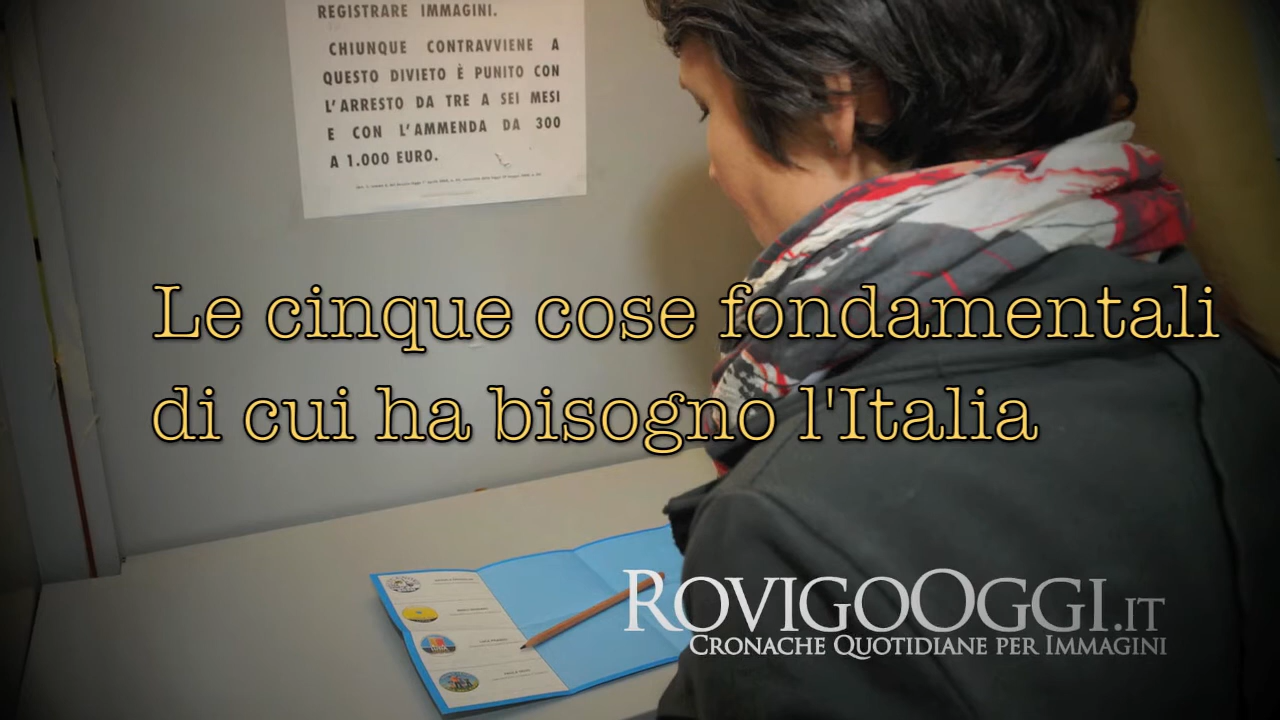 REGISTRARE IMMAGINI.
CHIUNQUE CONTRAVVIENE A
QUESTO DIVIETO È PUNITO CON
L'ARRESTO DA TRE A SEI MESI
E CON L'AMMENDA DA 300
A 1.000 EURO.
Le cinque cose fondamentali
di cui ha bisogno l'Italia
ROVIGOOGGI.IT
CRONACHE QUOTIDIANE PER IMMAGINI